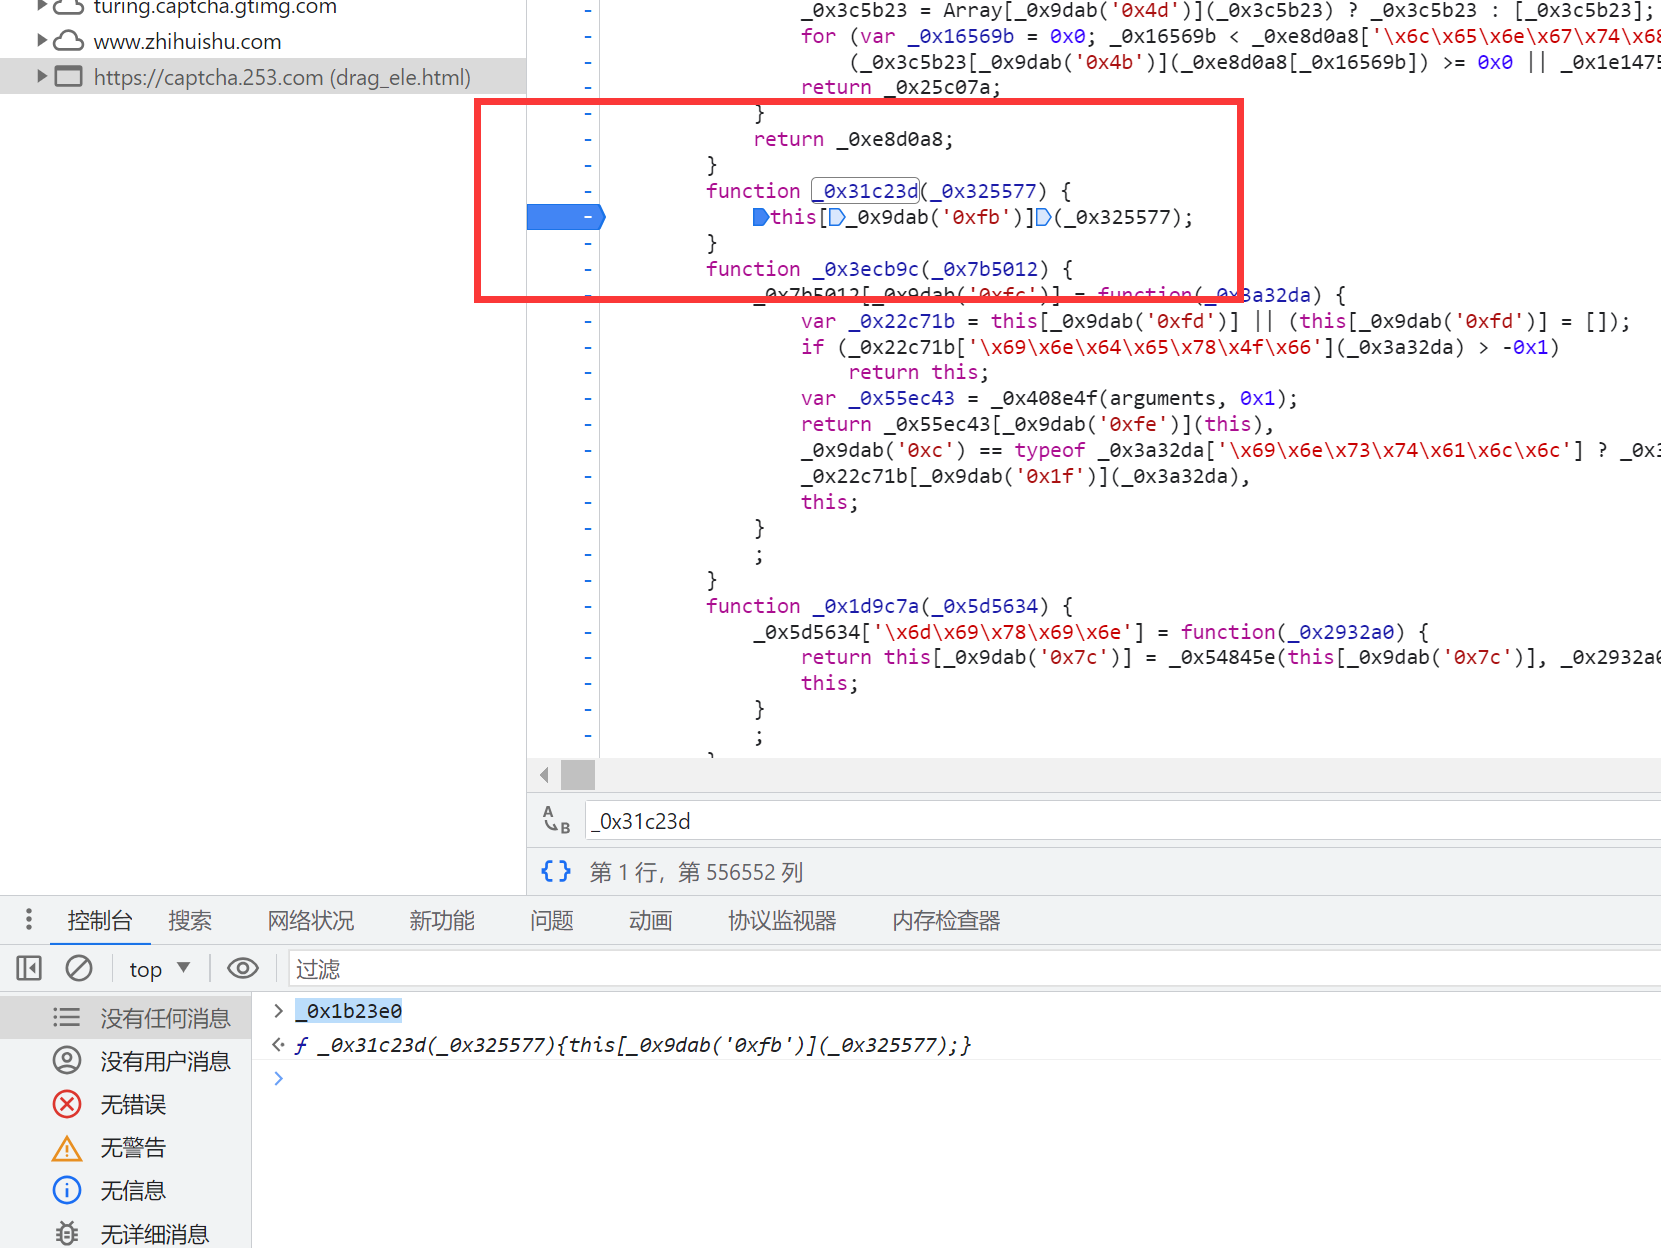 turing.captcha.gtimg.com
www.zhihuishu.com
https://captcha.253.com (drag_ele.html)
_0x3c5b23 = Array[_0x9dab('0x4d')](_0x3c5b23) ? _0x3c5b23 : [_0x3c5b23];
for (var _0x16569b = 0x0; _0x16569b < _0xe8d0a8['\x6c\x65\x6e\x67\x74\x68
(_0x3c5b23[_0x9dab('0x4b')](_0xe8d0a8[_0x16569b]) >= 0x0 || _0x1e1475
return _0x25c07a;
}
return _0xe8d0a8;
}
function _0x31c23d(_0x325577) {
this[_0x9dab('0xfb')](_0x325577);
}
function _0x3ecb9c(_0x7b5012) {
_0x7b5012[_0x9dab('0xfc')] = function(_0x3a32da) {
var _0x22c71b = this[_0x9dab('0xfd')] || (this[_0x9dab('0xfd')] = []);
if (_0x22c71b['\x69\x6e\x64\x65\x78\x4f\x66'](_0x3a32da) > -0x1)
return this;
var _0x55ec43 = _0x408e4f(arguments, 0x1);
return _0x55ec43[_0x9dab('0xfe')](this),
_0x9dab('0xc') == typeof _0x3a32da['\x69\x6e\x73\x74\x61\x6c\x6c'] ? _0x3
_0x22c71b[_0x9dab('0x1f')](_0x3a32da),
this;
}
;
}
function _0x1d9c7a(_0x5d5634) {
_0x5d5634['\x6d\x69\x78\x69\x6e'] = function(_0x2932a0) {
return this[_0x9dab('0x7c')] = _0x54845e(this[_0x9dab('0x7c')], _0x2932a0
this;
}
;
_0x31c23d
{} 第 1 行，第 556552 列
控制台 搜索 网络状况 新功能 问题 动画 协议监视器 内存检查器
top 过滤
没有任何消息
没有用户消息
无错误
无警告
无信息
无详细消息
> _0x1b23e0
ƒ _0x31c23d(_0x325577){this[_0x9dab('0xfb')](_0x325577);}
>